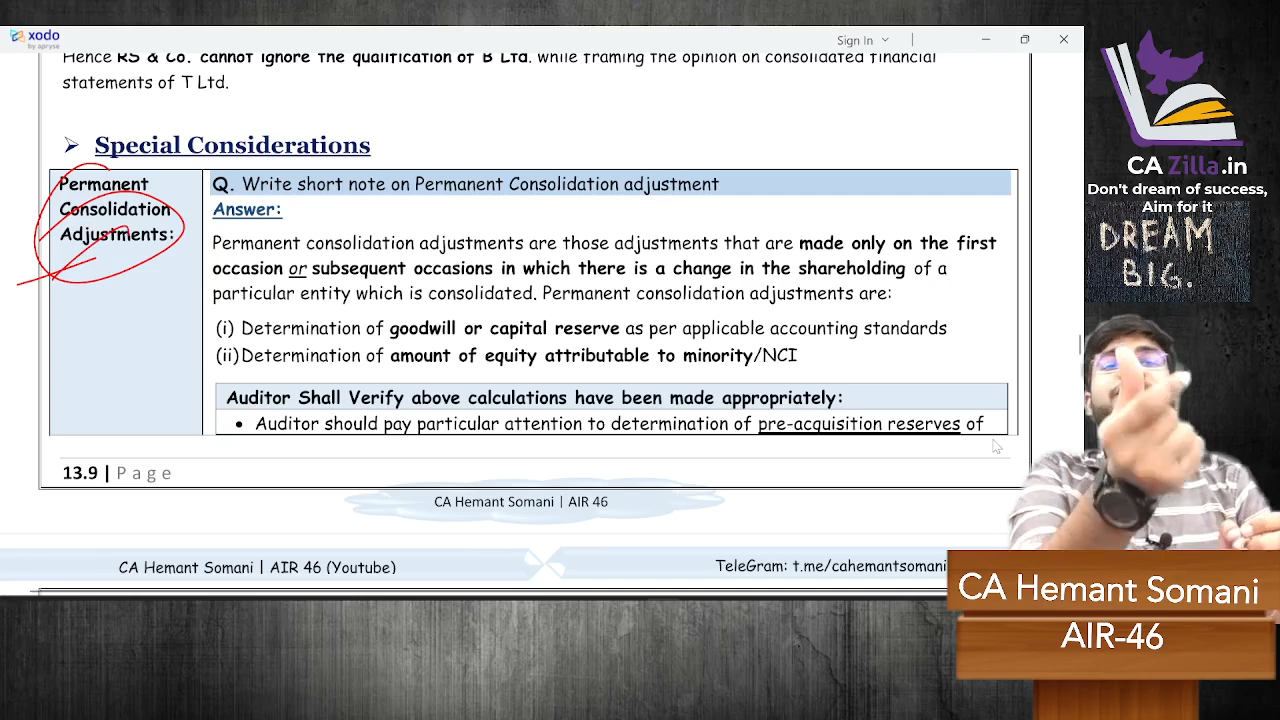 xodo
by apryse
Sign In
Hence RS & Co. cannot ignore the qualification of B Ltd. while framing the opinion on consolidated financial
statements of T Ltd.
Special Considerations
Permanent
Consolidation
Adjustments:
Q. Write short note on Permanent Consolidation adjustment
Answer:
Permanent consolidation adjustments are those adjustments that are made only on the first
occasion or subsequent occasions in which there is a change in the shareholding of a
particular entity which is consolidated. Permanent consolidation adjustments are:
(i) Determination of goodwill or capital reserve as per applicable accounting standards
(ii) Determination of amount of equity attributable to minority/NCI
Auditor Shall Verify above calculations have been made appropriately:
• Auditor should pay particular attention to determination of pre-acquisition reserves of
13.9 | Page
CA Hemant Somani | AIR 46
CA Hemant Somani | AIR 46 (Youtube)
TeleGram: t.me/cahemantsomani
CA Zilla.in
Don't dream of success,
Aim for it
DREAM
BIG.
CA Hemant Somani
AIR-46